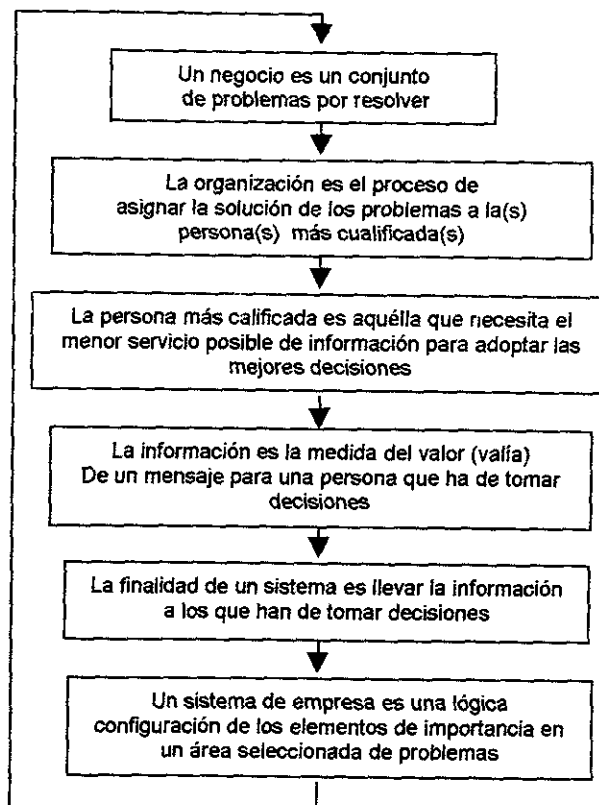 Un negocio es un conjunto
de problemas por resolver
La organización es el proceso de
asignar la solución de los problemas a la(s)
persona(s) más cualificada(s)
La persona más calificada es aquélla que necesita el
menor servicio posible de información para adoptar las
mejores decisiones
La información es la medida del valor (valía)
De un mensaje para una persona que ha de tomar
decisiones
La finalidad de un sistema es llevar la información
a los que han de tomar decisiones
Un sistema de empresa es una lógica
configuración de los elementos de importancia en
un área seleccionada de problemas